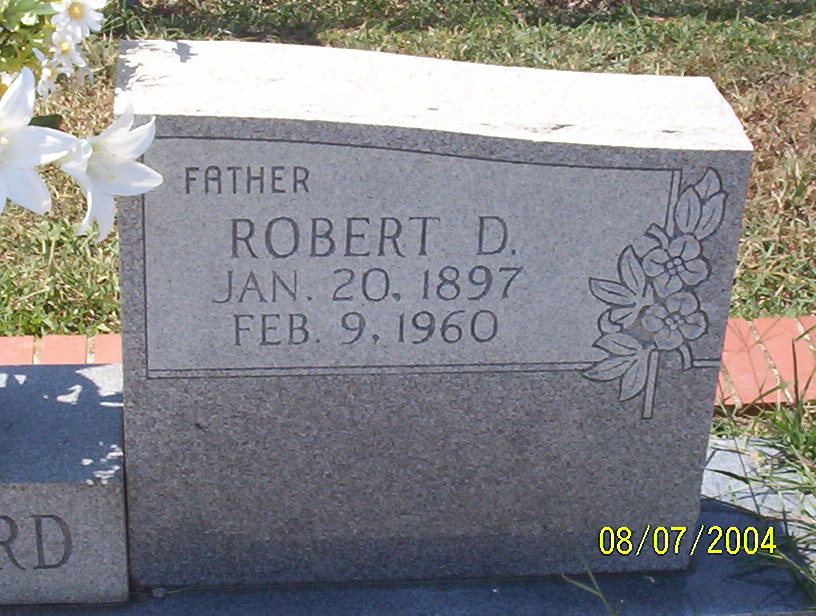 FATHER
ROBERT D.
JAN. 20, 1897
FEB. 9, 1960
RD
08/07/2004